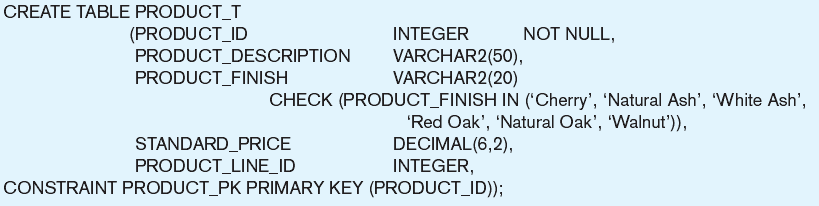 CREATE TABLE PRODUCT_T
(PRODUCT_ID INTEGER NOT NULL,
PRODUCT_DESCRIPTION VARCHAR2(50),
PRODUCT_FINISH VARCHAR2(20)
CHECK (PRODUCT_FINISH IN (‘Cherry’, ‘Natural Ash’, ‘White Ash’,
‘Red Oak’, ‘Natural Oak’, ‘Walnut’)),
STANDARD_PRICE DECIMAL(6,2),
PRODUCT_LINE_ID INTEGER,
CONSTRAINT PRODUCT_PK PRIMARY KEY (PRODUCT_ID));